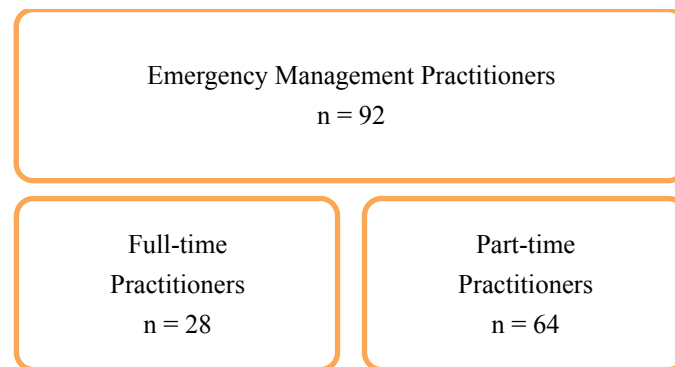 Emergency Management Practitioners
n = 92
Full-time
Practitioners
n = 28
Part-time
Practitioners
n = 64